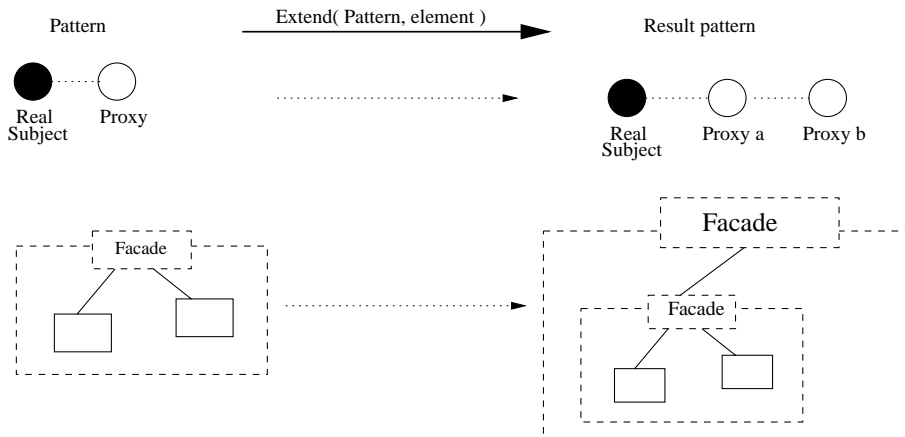 Pattern
Extend( Pattern, element )
Result pattern
Real
Subject
Proxy
Real
Subject
Proxy a
Proxy b
Facade
Facade
Facade